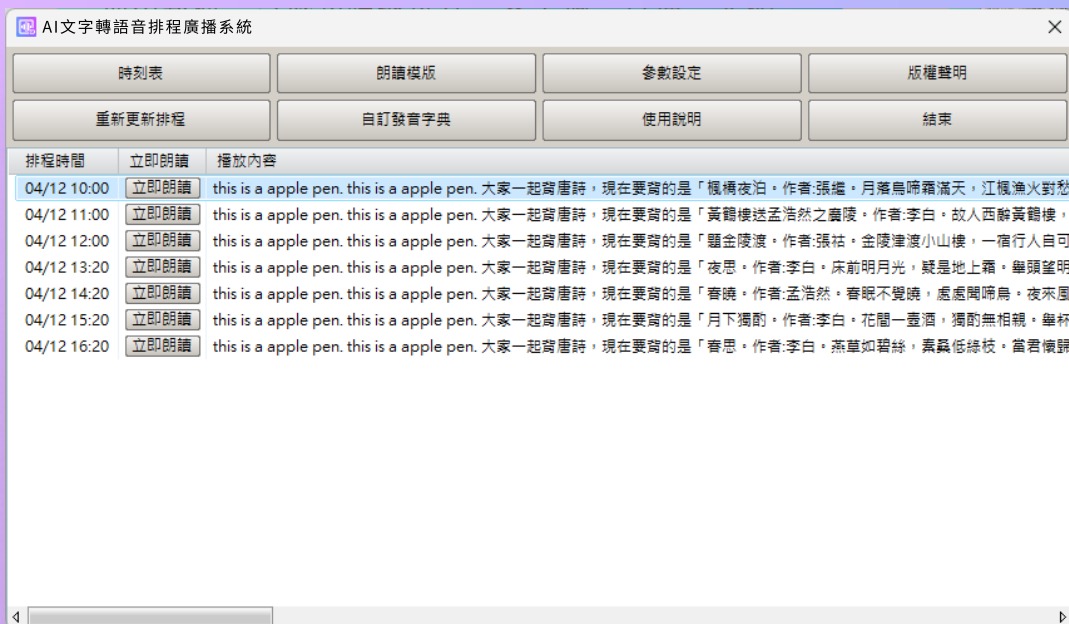 AI文字轉語音排程廣播系統
時刻表 朗讀模版 參數設定 版權聲明
重新更新排程 自訂發音字典 使用說明 結束
排程時間 立即朗讀 播放內容
04/12 10:00 立即朗讀 this is a apple pen. this is a apple pen. 大家一起背唐詩，現在要背的是「楓橋夜泊。作者:張繼。月落烏啼霜滿天，江楓漁火對愁
04/12 11:00 立即朗讀 this is a apple pen. this is a apple pen. 大家一起背唐詩，現在要背的是「黃鶴樓送孟浩然之廣陵。作者:李白。故人西辭黃鶴樓，
04/12 12:00 立即朗讀 this is a apple pen. this is a apple pen. 大家一起背唐詩，現在要背的是「題金陵渡。作者:張祜。金陵津渡小山樓，一宿行人自可
04/12 13:20 立即朗讀 this is a apple pen. this is a apple pen. 大家一起背唐詩，現在要背的是「夜思。作者:李白。床前明月光，疑是地上霜。舉頭望明
04/12 14:20 立即朗讀 this is a apple pen. this is a apple pen. 大家一起背唐詩，現在要背的是「春曉。作者:孟浩然。春眠不覺曉，處處聞啼鳥。夜來風
04/12 15:20 立即朗讀 this is a apple pen. this is a apple pen. 大家一起背唐詩，現在要背的是「月下獨酌。作者:李白。花間一壺酒，獨酌無相親。舉杯
04/12 16:20 立即朗讀 this is a apple pen. this is a apple pen. 大家一起背唐詩，現在要背的是「春思。作者:李白。燕草如碧絲，秦桑低綠枝。當君懷歸